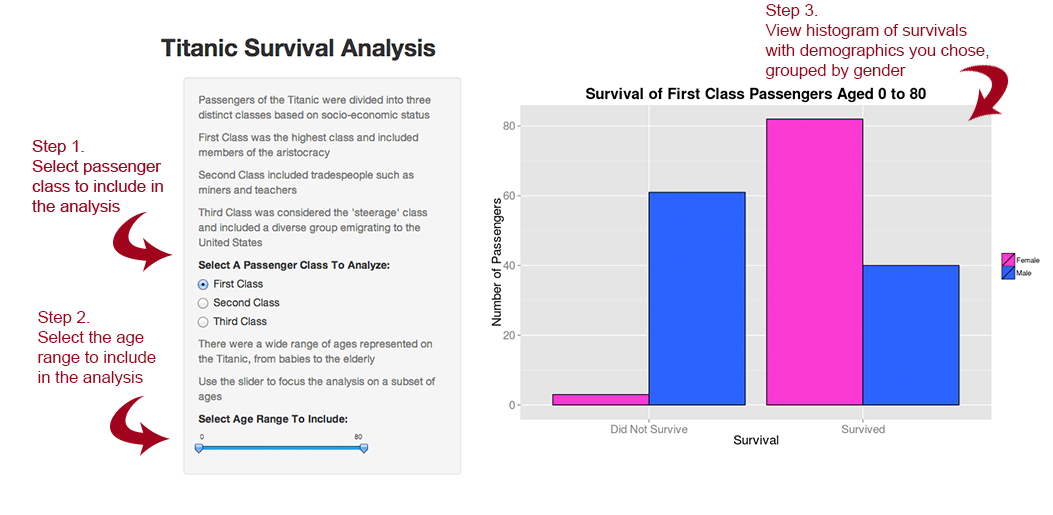 Titanic Survival Analysis
Passengers of the Titanic were divided into three
distinct classes based on socio-economic status
First Class was the highest class and included
members of the aristocracy
Second Class included tradespeople such as
miners and teachers
Third Class was considered the 'steerage' class
and included a diverse group emigrating to the
United States
Select A Passenger Class To Analyze:
First Class
Second Class
Third Class
There were a wide range of ages represented on
the Titanic, from babies to the elderly
Use the slider to focus the analysis on a subset of
ages
Select Age Range To Include:
0 80
Step 1.
Select passenger
class to include in
the analysis
Step 2.
Select the age
range to include
in the analysis
Step 3.
View histogram of survivals
with demographics you chose,
grouped by gender
Survival of First Class Passengers Aged 0 to 80
Number of Passengers
80
60
40
20
0
Did Not Survive Survived
Survival
Female
Male